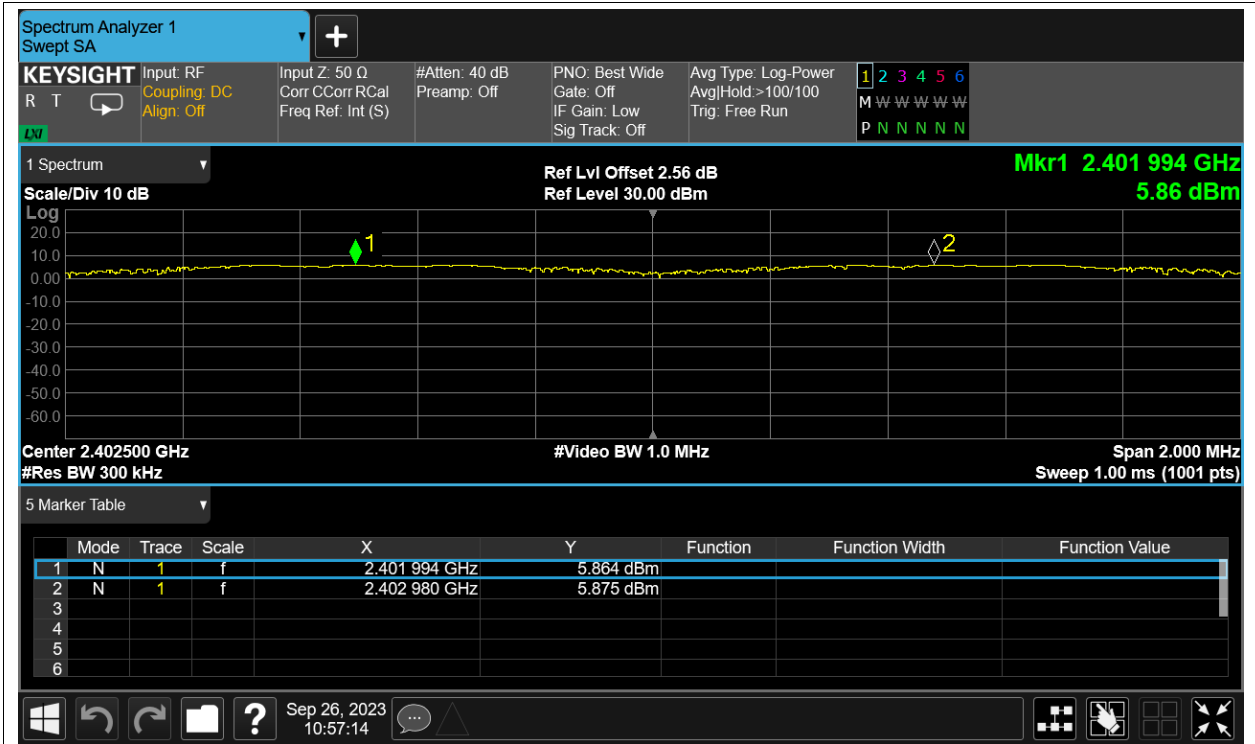 Spectrum Analyzer 1
Swept SA
KEYSIGHT Input: RF Input Z: 50 Ω #Atten: 40 dB PNO: Best Wide Avg Type: Log-Power 1 2 3 4 5 6
R T Coupling: DC Corr CCorr RCal Preamp: Off Gate: Off Avg|Hold:>100/100 M W W W W W
Align: Off Freq Ref: Int (S) IF Gain: Low Trig: Free Run
LXI Sig Track: Off P N N N N N
1 Spectrum Ref Lvl Offset 2.56 dB Mkr1 2.401 994 GHz
Scale/Div 10 dB Ref Level 30.00 dBm 5.86 dBm
Log
20.0
1 2
10.0
0.00
-10.0
-20.0
-30.0
-40.0
-50.0
-60.0
Center 2.402500 GHz #Video BW 1.0 MHz Span 2.000 MHz
#Res BW 300 kHz Sweep 1.00 ms (1001 pts)
5 Marker Table
Mode Trace Scale X Y Function Function Width Function Value
1 N 1 f 2.401 994 GHz 5.864 dBm
2 N 1 f 2.402 980 GHz 5.875 dBm
3
4
5
6
? Sep 26, 2023
10:57:14